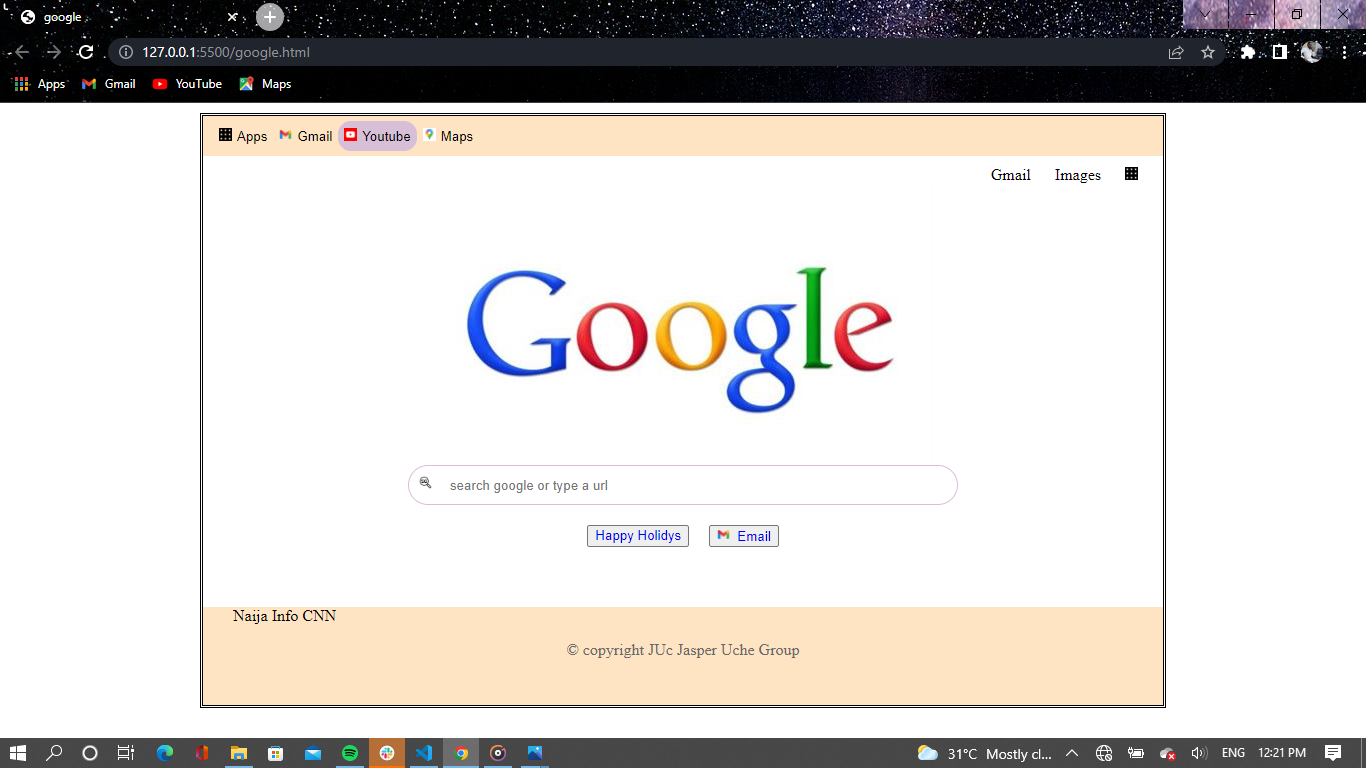 google
127.0.0.1:5500/google.html
Apps Gmail YouTube Maps
Apps Gmail Youtube Maps
Gmail Images
Google
search google or type a url
Happy Holidys Email
Naija Info CNN
© copyright JUc Jasper Uche Group
31°C Mostly cl... ENG 12:21 PM